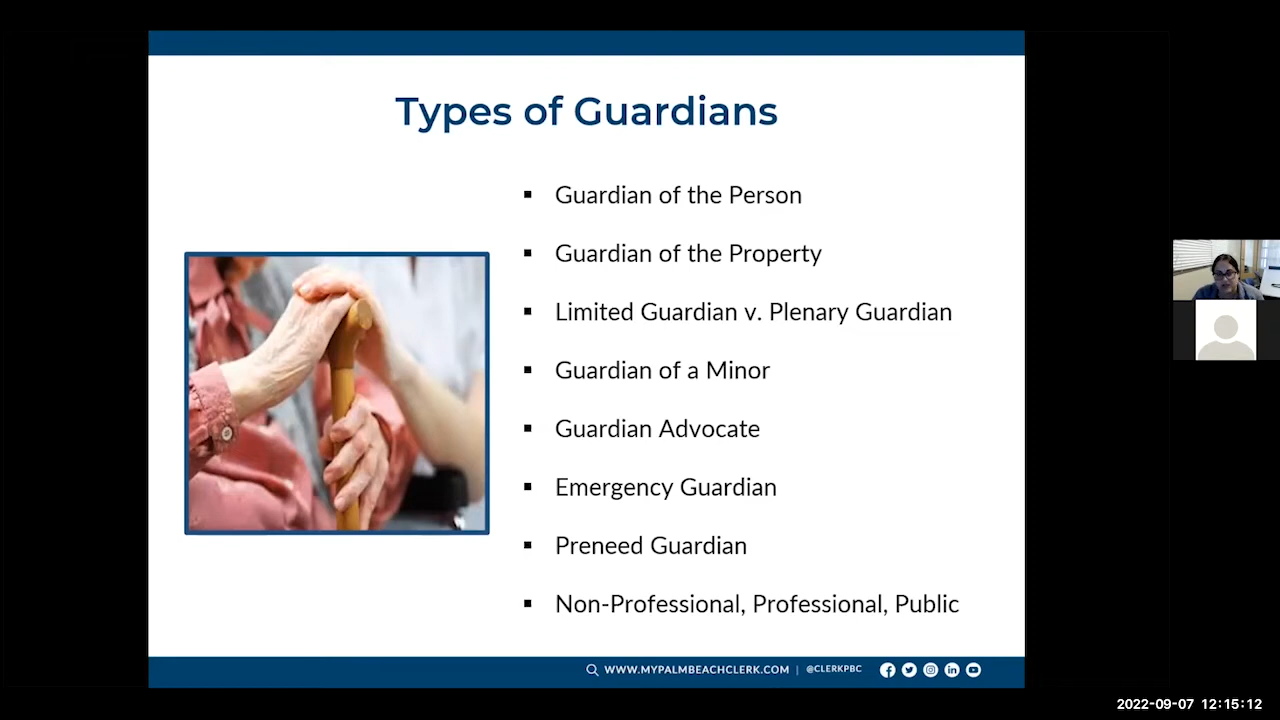 Types of Guardians
Guardian of the Person
Guardian of the Property
Limited Guardian v. Plenary Guardian
Guardian of a Minor
Guardian Advocate
Emergency Guardian
Preneed Guardian
Non-Professional, Professional, Public
WWW.MYPALMBEACHCLERK.COM | @CLERKPBC
2022-09-07 12:15:12